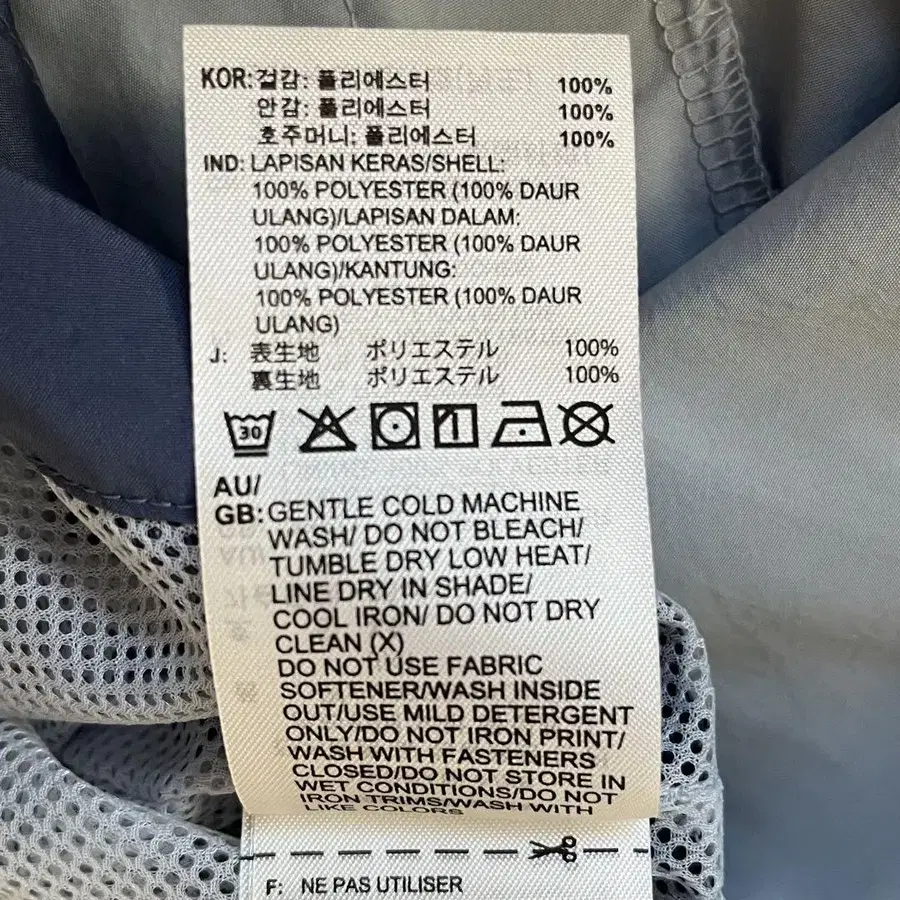 KOR: 겉감: 폴리에스터 100%
안감: 폴리에스터 100%
호주머니: 폴리에스터 100%
IND: LAPISAN KERAS/SHELL:
100% POLYESTER (100% DAUR
ULANG)/LAPISAN DALAM:
100% POLYESTER (100% DAUR
ULANG)/KANTUNG:
100% POLYESTER (100% DAUR
ULANG)
J: 表生地 ポリエステル 100%
裏生地 ポリエステル 100%
30
AU/
GB: GENTLE COLD MACHINE
WASH/ DO NOT BLEACH/
TUMBLE DRY LOW HEAT/
LINE DRY IN SHADE/
COOL IRON/ DO NOT DRY
CLEAN (X)
DO NOT USE FABRIC
SOFTENER/WASH INSIDE
OUT/USE MILD DETERGENT
ONLY/DO NOT IRON PRINT/
WASH WITH FASTENERS
CLOSED/DO NOT STORE IN
WET CONDITIONS/DO NOT
IRON TRIMS/WASH WITH
LIKE COLORS
F: NE PAS UTILISER